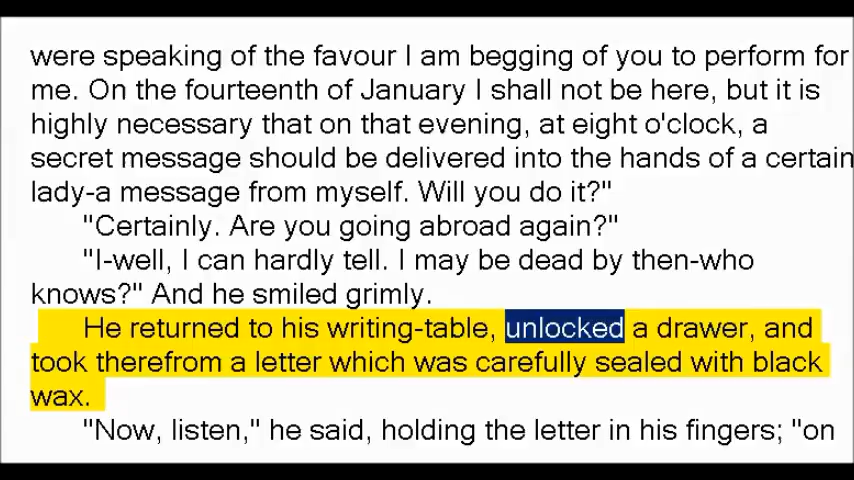 were speaking of the favour I am begging of you to perform for
me. On the fourteenth of January I shall not be here, but it is
highly necessary that on that evening, at eight o'clock, a
secret message should be delivered into the hands of a certain
lady-a message from myself. Will you do it?"
"Certainly. Are you going abroad again?"
"I-well, I can hardly tell. I may be dead by then-who
knows?" And he smiled grimly.
He returned to his writing-table, unlocked a drawer, and
took therefrom a letter which was carefully sealed with black
wax.
"Now, listen," he said, holding the letter in his fingers; "on